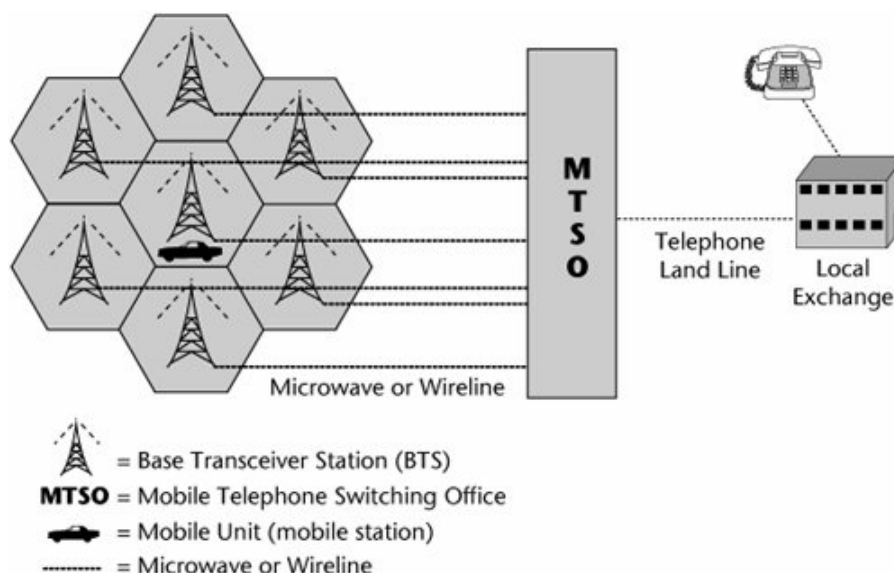 M
T
S
O
Telephone
Land Line
Local
Exchange
Microwave or Wireline
= Base Transceiver Station (BTS)
MTSO = Mobile Telephone Switching Office
= Mobile Unit (mobile station)
= Microwave or Wireline